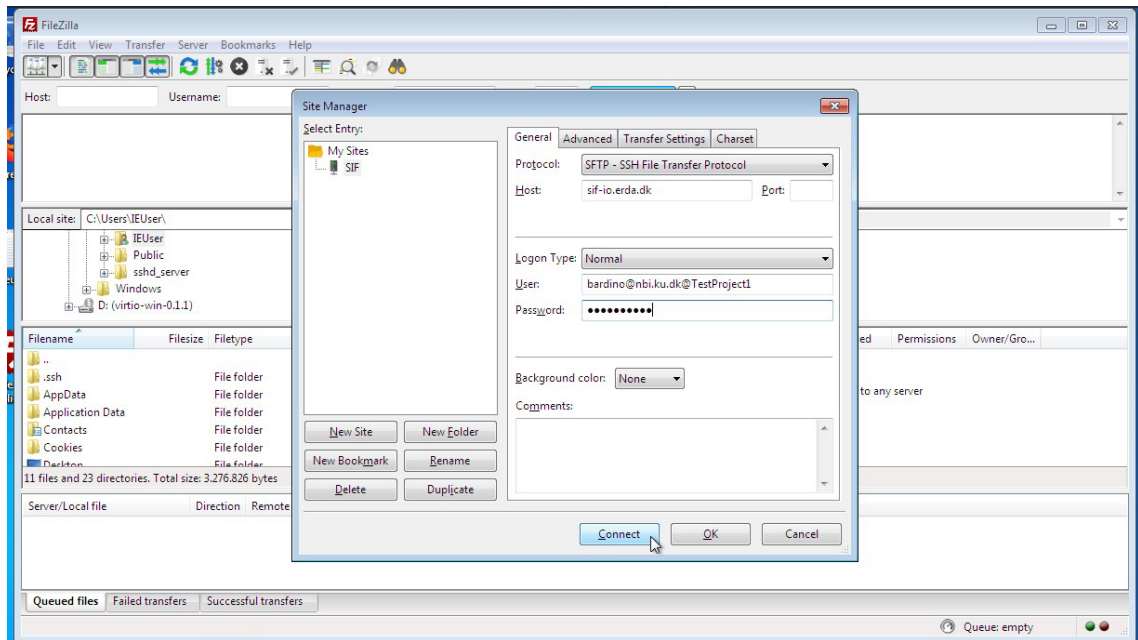 FileZilla
File Edit View Transfer Server Bookmarks Help
Host: Username:
Site Manager
Select Entry:
My Sites
SIF
New Site New Folder
New Bookmark Rename
Delete Duplicate
General Advanced Transfer Settings Charset
Protocol: SFTP - SSH File Transfer Protocol
Host: sif-io.erda.dk Port:
Logon Type: Normal
User: bardino@nbi.ku.dk@TestProject1
Password: ●●●●●●●●●●
Background color: None
Comments:
Connect OK Cancel
Local site: C:\Users\IEUser\
IEUser
Public
sshd_server
Windows
D: (virtio-win-0.1.1)
Filename Filesize Filetype
..
.ssh File folder
AppData File folder
Application Data File folder
Contacts File folder
Cookies File folder
Desktop File folder
11 files and 23 directories. Total size: 3.276.826 bytes
ed Permissions Owner/Gro...
to any server
Server/Local file Direction Remote
Queued files Failed transfers Successful transfers
Queue: empty